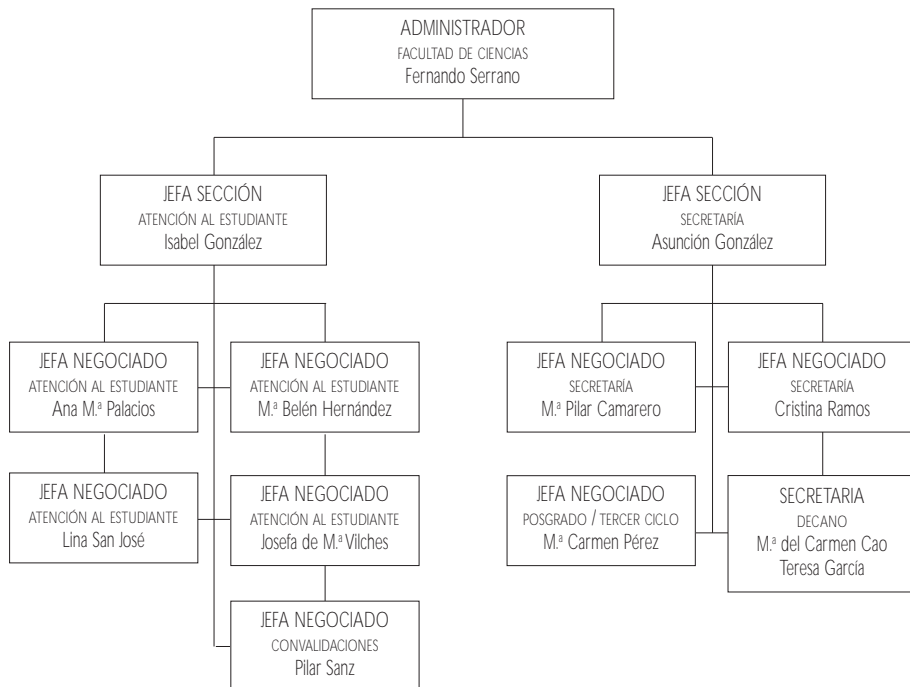 ADMINISTRADOR
FACULTAD DE CIENCIAS
Fernando Serrano
JEFA SECCIÓN
ATENCIÓN AL ESTUDIANTE
Isabel González
JEFA SECCIÓN
SECRETARÍA
Asunción González
JEFA NEGOCIADO
ATENCIÓN AL ESTUDIANTE
Ana M.ª Palacios
JEFA NEGOCIADO
ATENCIÓN AL ESTUDIANTE
M.ª Belén Hernández
JEFA NEGOCIADO
SECRETARÍA
M.ª Pilar Camarero
JEFA NEGOCIADO
SECRETARÍA
Cristina Ramos
JEFA NEGOCIADO
ATENCIÓN AL ESTUDIANTE
Lina San José
JEFA NEGOCIADO
ATENCIÓN AL ESTUDIANTE
Josefa de M.ª Vilches
JEFA NEGOCIADO
POSGRADO / TERCER CICLO
M.ª Carmen Pérez
SECRETARIA
DECANO
M.ª del Carmen Cao
Teresa García
JEFA NEGOCIADO
CONVALIDACIONES
Pilar Sanz